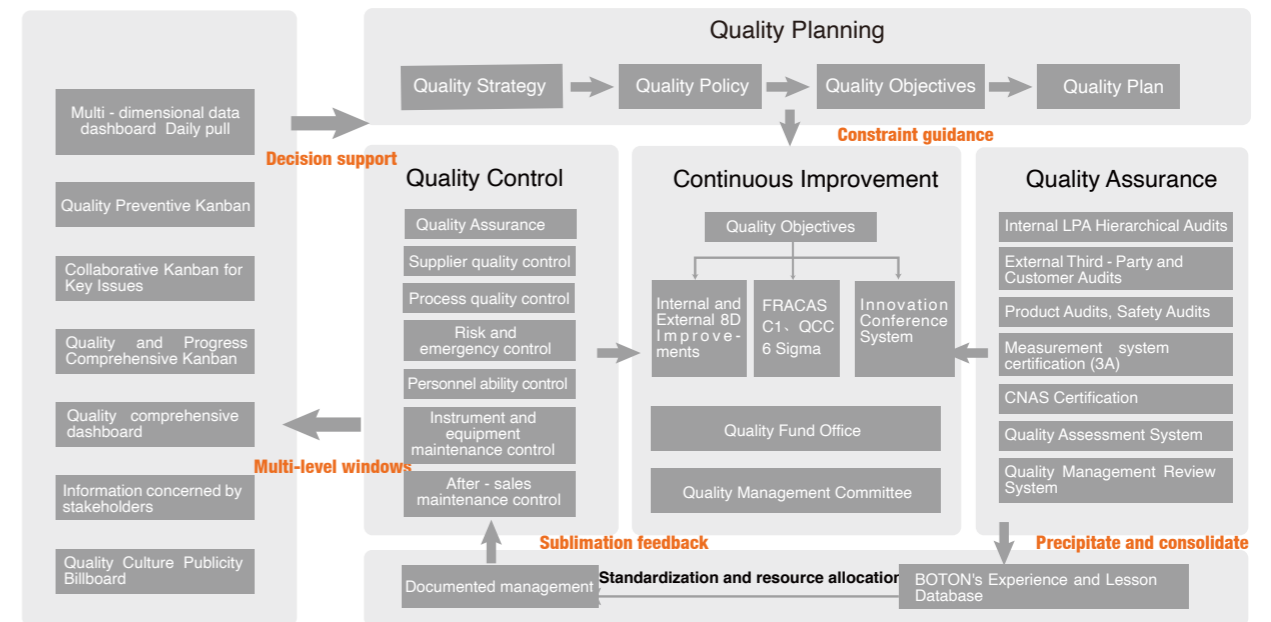 Multi - dimensional data
dashboard Daily pull
Quality Preventive Kanban
Collaborative Kanban for
Key Issues
Quality and Progress
Comprehensive Kanban
Quality comprehensive
dashboard
Information concerned by
stakeholders
Quality Culture Publicity
Billboard
Decision support
Multi-level windows
Quality Planning
Quality Strategy
Quality Policy
Quality Objectives
Quality Plan
Constraint guidance
Quality Control
Quality Assurance
Supplier quality control
Process quality control
Risk and
emergency control
Personnel ability control
Instrument and
equipment
maintenance control
After - sales
maintenance control
Continuous Improvement
Quality Objectives
Internal and
External 8D
Improve-
ments
FRACAS
C1、QCC
6 Sigma
Innovation
Conference
System
Quality Fund Office
Quality Management Committee
Quality Assurance
Internal LPA Hierarchical Audits
External Third - Party and
Customer Audits
Product Audits, Safety Audits
Measurement system
certification (3A)
CNAS Certification
Quality Assessment System
Quality Management Review
System
Sublimation feedback
Precipitate and consolidate
Documented management
Standardization and resource allocation
BOTON's Experience and Lesson
Database